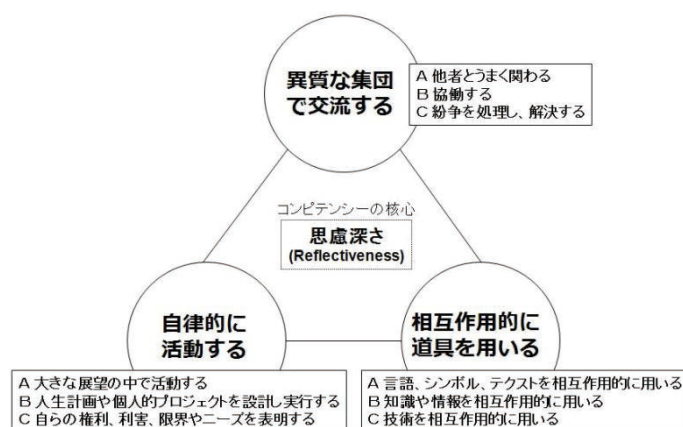 異質な集団
で交流する
A 他者とうまく関わる
B 協働する
C 紛争を処理し、解決する
コンピテンシーの核心
思慮深さ
(Reflectiveness)
自律的に
活動する
A 大きな展望の中で活動する
B 人生計画や個人的プロジェクトを設計し実行する
C 自らの権利、利害、限界やニーズを表明する
相互作用的に
道具を用いる
A 言語、シンボル、テクストを相互作用的に用いる
B 知識や情報を相互作用的に用いる
C 技術を相互作用的に用いる